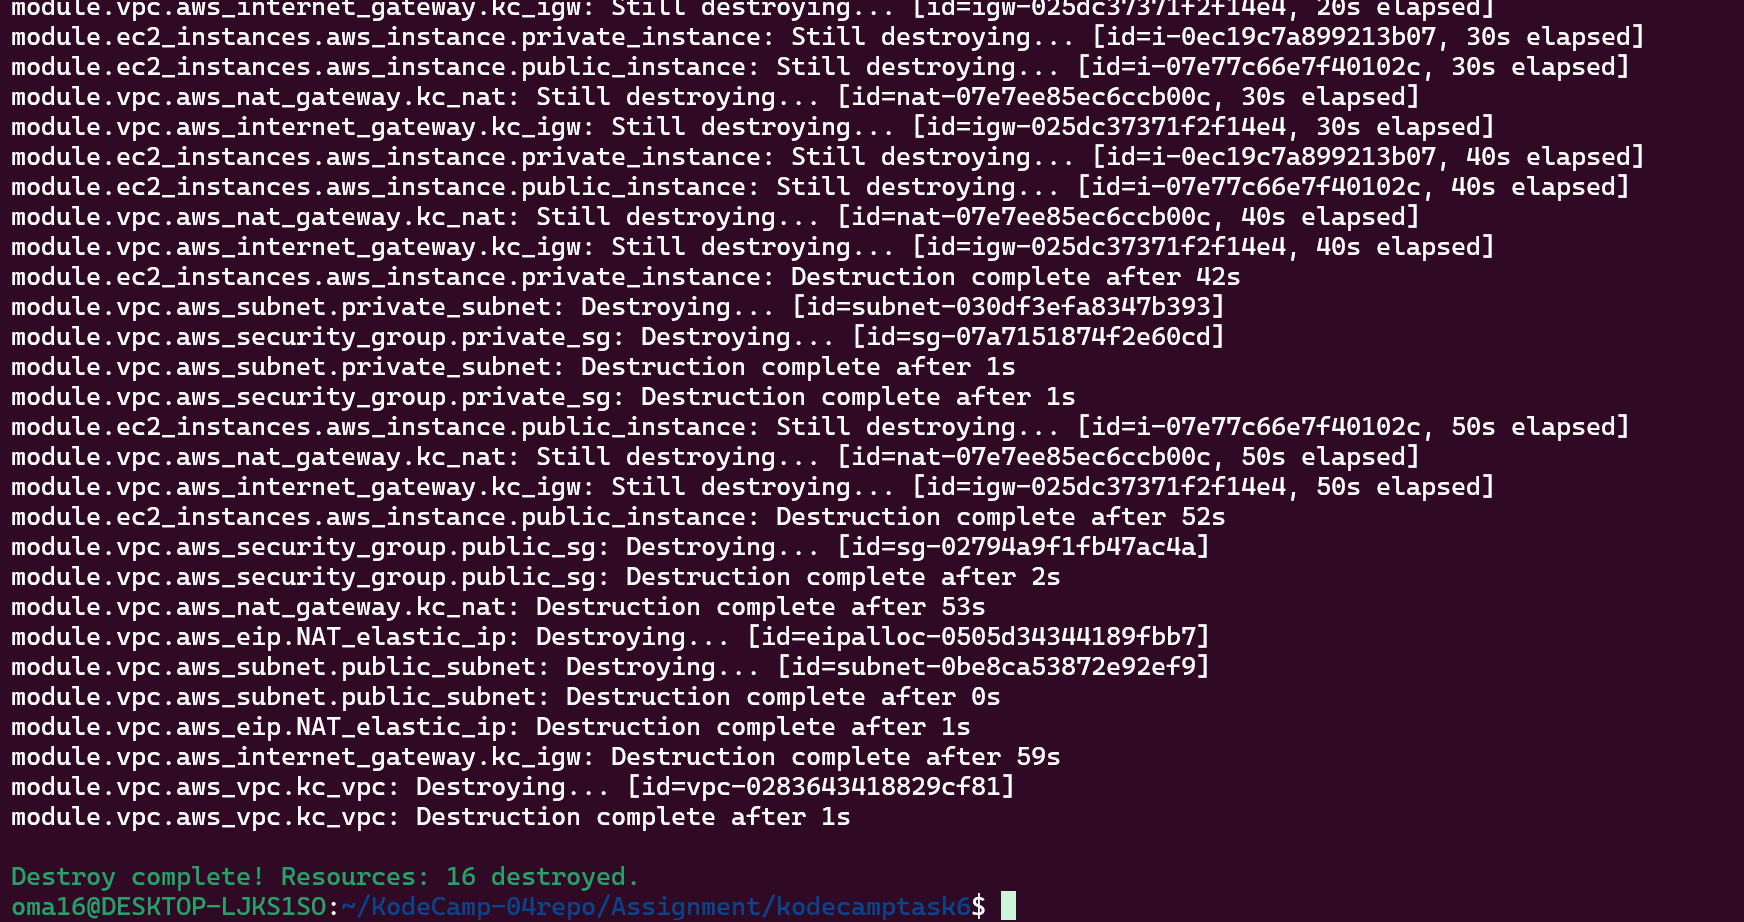 module.vpc.aws_internet_gateway.kc_igw: Still destroying... [id=igw-025dc37371f2f14e4, 20s elapsed]
module.ec2_instances.aws_instance.private_instance: Still destroying... [id=i-0ec19c7a899213b07, 30s elapsed]
module.ec2_instances.aws_instance.public_instance: Still destroying... [id=i-07e77c66e7f40102c, 30s elapsed]
module.vpc.aws_nat_gateway.kc_nat: Still destroying... [id=nat-07e7ee85ec6ccb00c, 30s elapsed]
module.vpc.aws_internet_gateway.kc_igw: Still destroying... [id=igw-025dc37371f2f14e4, 30s elapsed]
module.ec2_instances.aws_instance.private_instance: Still destroying... [id=i-0ec19c7a899213b07, 40s elapsed]
module.ec2_instances.aws_instance.public_instance: Still destroying... [id=i-07e77c66e7f40102c, 40s elapsed]
module.vpc.aws_nat_gateway.kc_nat: Still destroying... [id=nat-07e7ee85ec6ccb00c, 40s elapsed]
module.vpc.aws_internet_gateway.kc_igw: Still destroying... [id=igw-025dc37371f2f14e4, 40s elapsed]
module.ec2_instances.aws_instance.private_instance: Destruction complete after 42s
module.vpc.aws_subnet.private_subnet: Destroying... [id=subnet-030df3efa8347b393]
module.vpc.aws_security_group.private_sg: Destroying... [id=sg-07a7151874f2e60cd]
module.vpc.aws_subnet.private_subnet: Destruction complete after 1s
module.vpc.aws_security_group.private_sg: Destruction complete after 1s
module.ec2_instances.aws_instance.public_instance: Still destroying... [id=i-07e77c66e7f40102c, 50s elapsed]
module.vpc.aws_nat_gateway.kc_nat: Still destroying... [id=nat-07e7ee85ec6ccb00c, 50s elapsed]
module.vpc.aws_internet_gateway.kc_igw: Still destroying... [id=igw-025dc37371f2f14e4, 50s elapsed]
module.ec2_instances.aws_instance.public_instance: Destruction complete after 52s
module.vpc.aws_security_group.public_sg: Destroying... [id=sg-02794a9f1fb47ac4a]
module.vpc.aws_security_group.public_sg: Destruction complete after 2s
module.vpc.aws_nat_gateway.kc_nat: Destruction complete after 53s
module.vpc.aws_eip.NAT_elastic_ip: Destroying... [id=eipalloc-0505d34344189fbb7]
module.vpc.aws_subnet.public_subnet: Destroying... [id=subnet-0be8ca53872e92ef9]
module.vpc.aws_subnet.public_subnet: Destruction complete after 0s
module.vpc.aws_eip.NAT_elastic_ip: Destruction complete after 1s
module.vpc.aws_internet_gateway.kc_igw: Destruction complete after 59s
module.vpc.aws_vpc.kc_vpc: Destroying... [id=vpc-0283643418829cf81]
module.vpc.aws_vpc.kc_vpc: Destruction complete after 1s
Destroy complete! Resources: 16 destroyed.
oma16@DESKTOP-LJKS1SO:~/KodeCamp-04repo/Assignment/kodecamptask6$